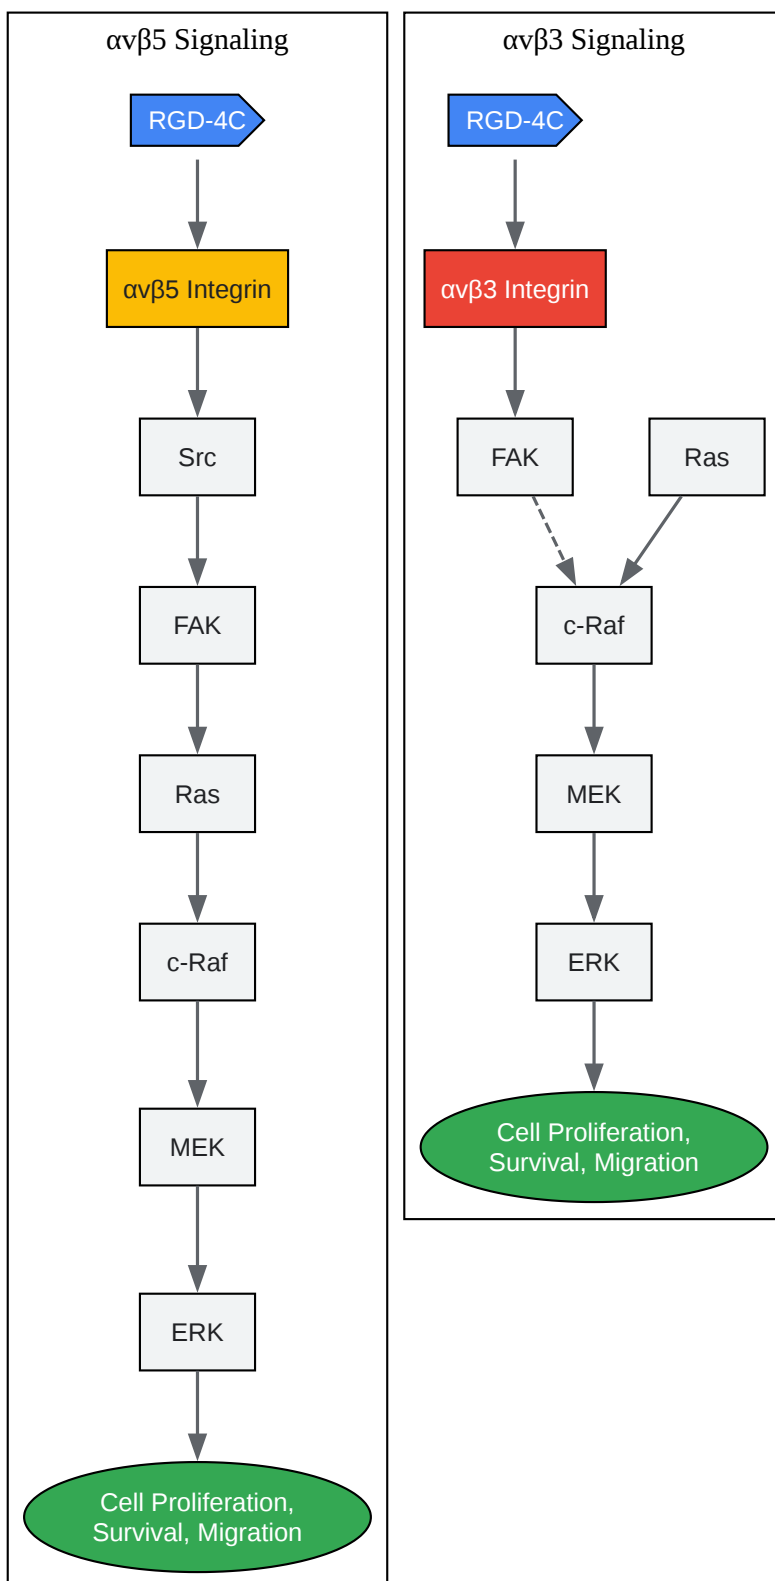 αvβ5 Signaling
RGD-4C
αvβ5 Integrin
Src
FAK
Ras
c-Raf
MEK
ERK
Cell Proliferation,
Survival, Migration
αvβ3 Signaling
RGD-4C
αvβ3 Integrin
FAK
Ras
c-Raf
MEK
ERK
Cell Proliferation,
Survival, Migration